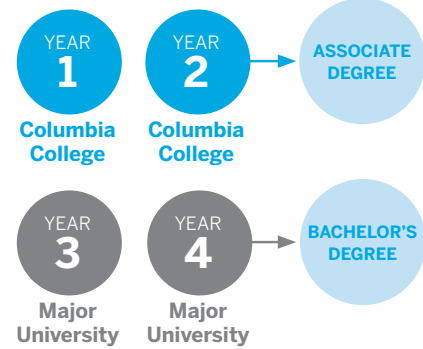 YEAR
1
Columbia
College
YEAR
2
Columbia
College
ASSOCIATE
DEGREE
YEAR
3
Major
University
YEAR
4
Major
University
BACHELOR'S
DEGREE